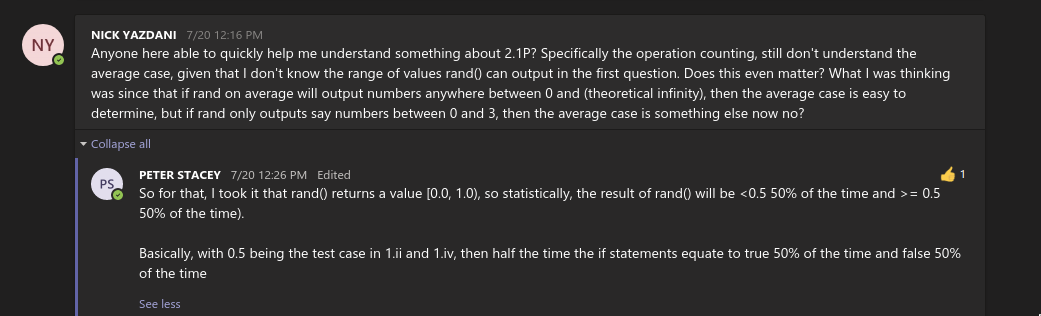 NY
NICK YAZDANI 7/20 12:16 PM
Anyone here able to quickly help me understand something about 2.1P? Specifically the operation counting, still don't understand the
average case, given that I don't know the range of values rand() can output in the first question. Does this even matter? What I was thinking
was since that if rand on average will output numbers anywhere between 0 and (theoretical infinity), then the average case is easy to
determine, but if rand only outputs say numbers between 0 and 3, then the average case is something else now no?
Collapse all
PS
PETER STACEY 7/20 12:26 PM Edited
👍 1
So for that, I took it that rand() returns a value [0.0, 1.0), so statistically, the result of rand() will be <0.5 50% of the time and >= 0.5
50% of the time).
Basically, with 0.5 being the test case in 1.ii and 1.iv, then half the time the if statements equate to true 50% of the time and false 50%
of the time
See less